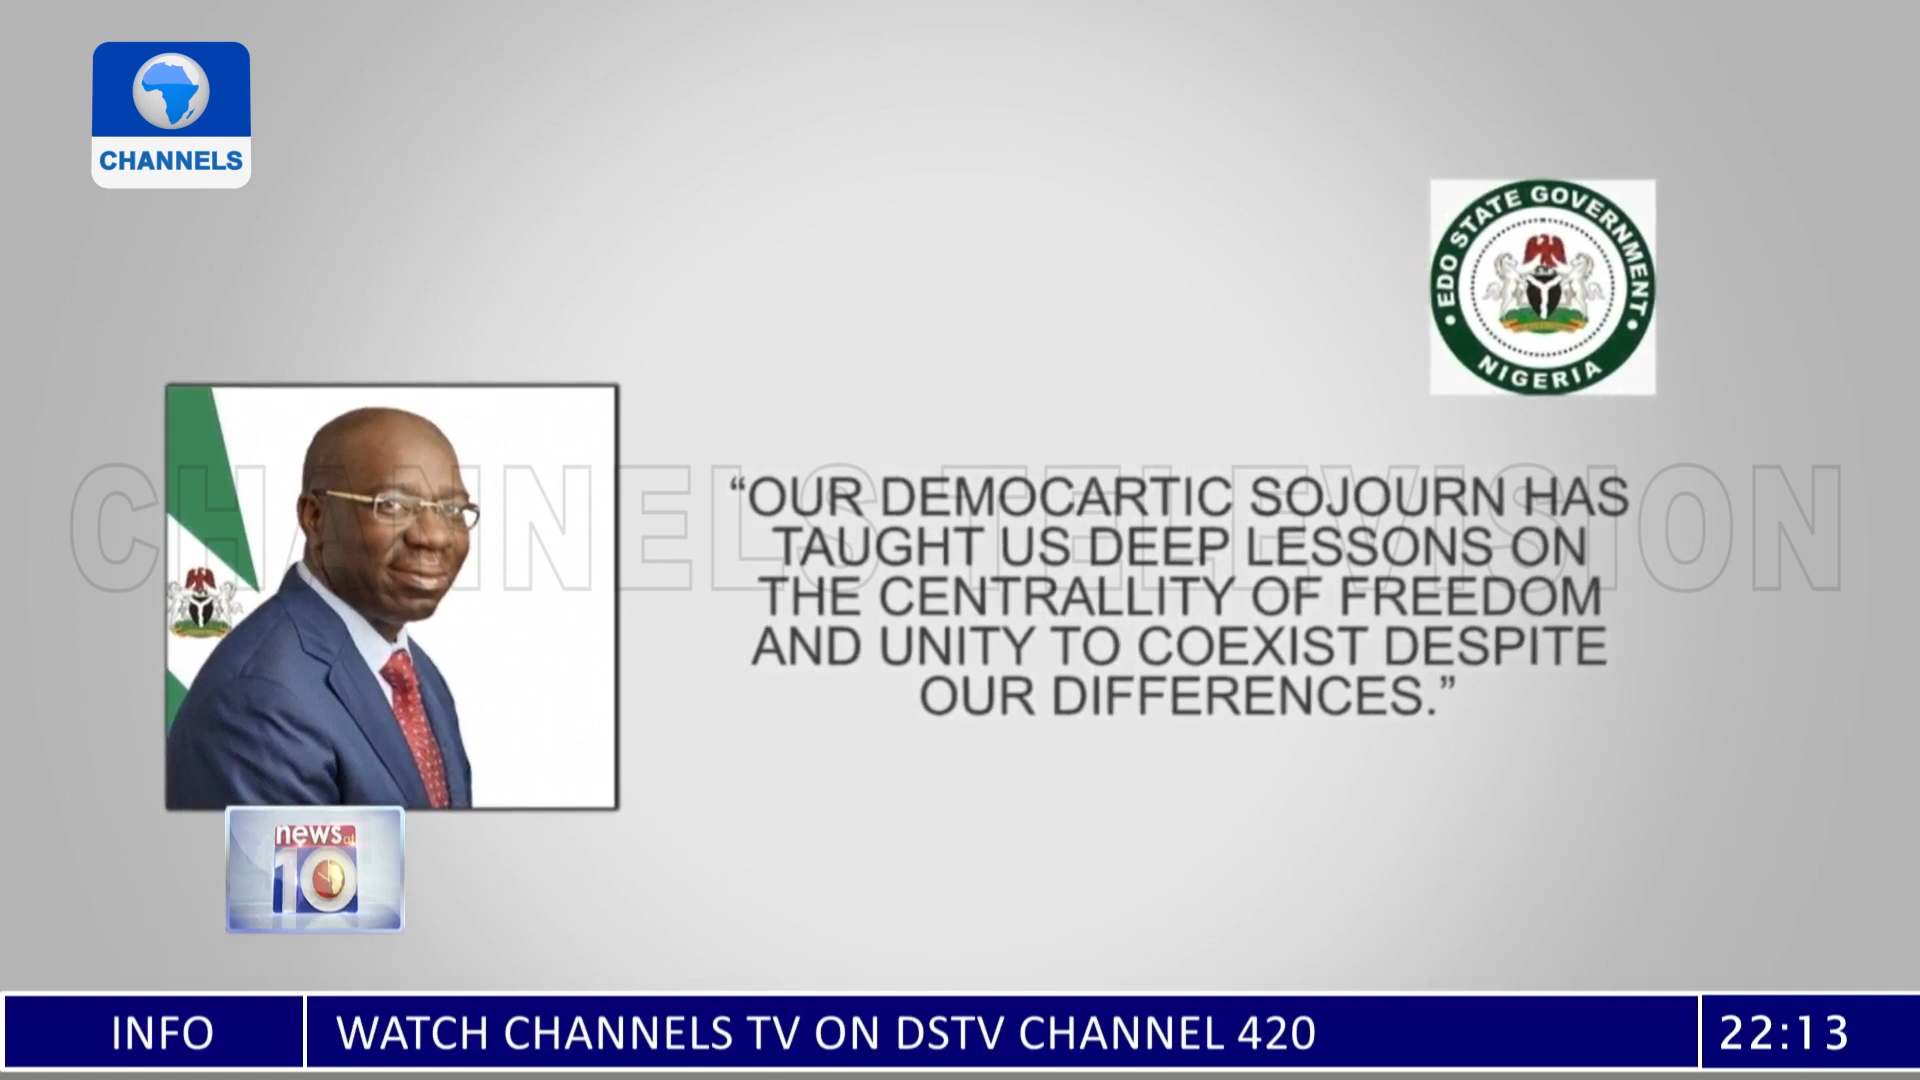 CHANNELS
EDO STATE GOVERNMENT
NIGERIA
CHANNELS TELEVISION
“OUR DEMOCARTIC SOJOURN HAS
TAUGHT US DEEP LESSONS ON
THE CENTRALLITY OF FREEDOM
AND UNITY TO COEXIST DESPITE
OUR DIFFERENCES.”
news at
10
INFO
WATCH CHANNELS TV ON DSTV CHANNEL 420
22:13